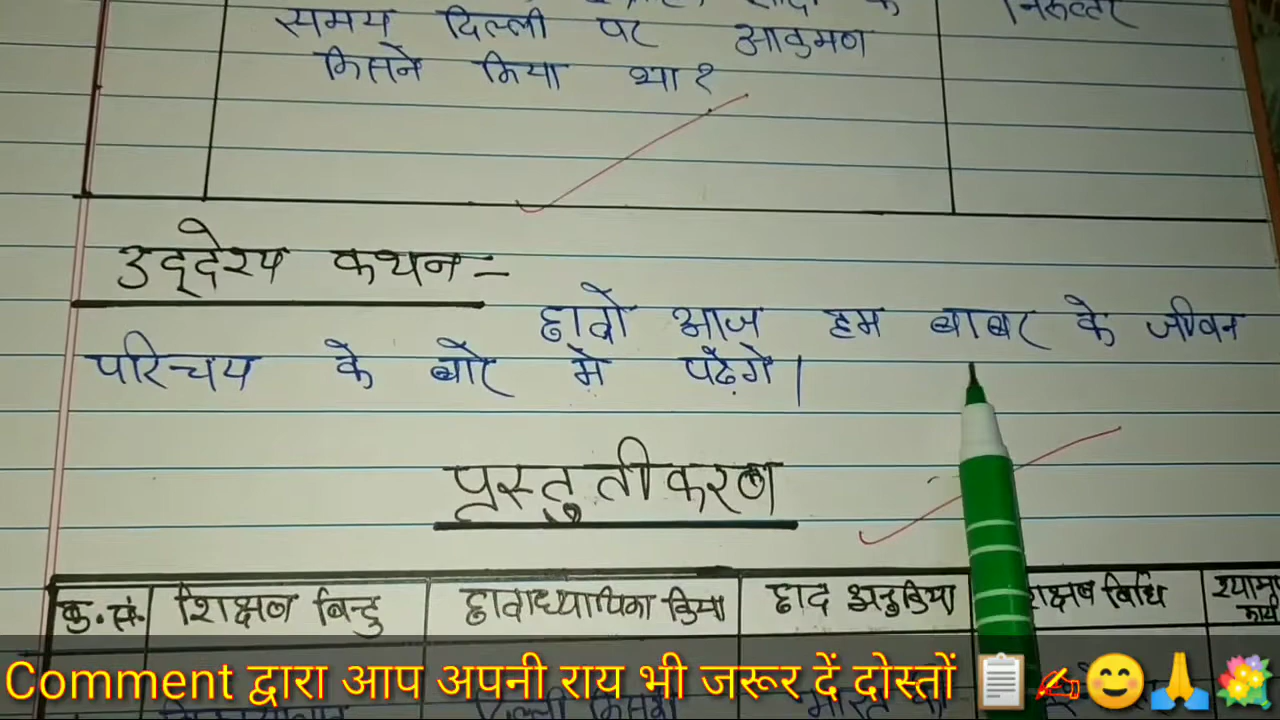 समय दिल्ली पर आक्रमण निरूत्तर
किसने किया था?
उद्देश्य कथन-
छात्रों आज हम बाबर के जीवन
परिचय के बारे में पढ़ेंगे।
प्रस्तुतीकरण
क्र.सं. शिक्षण बिन्दु छात्राध्यापिका क्रिया छात्र अनुक्रिया शिक्षण विधि
Comment द्वारा आप अपनी राय भी जरूर दें दोस्तों 📋✍😊🙏💐